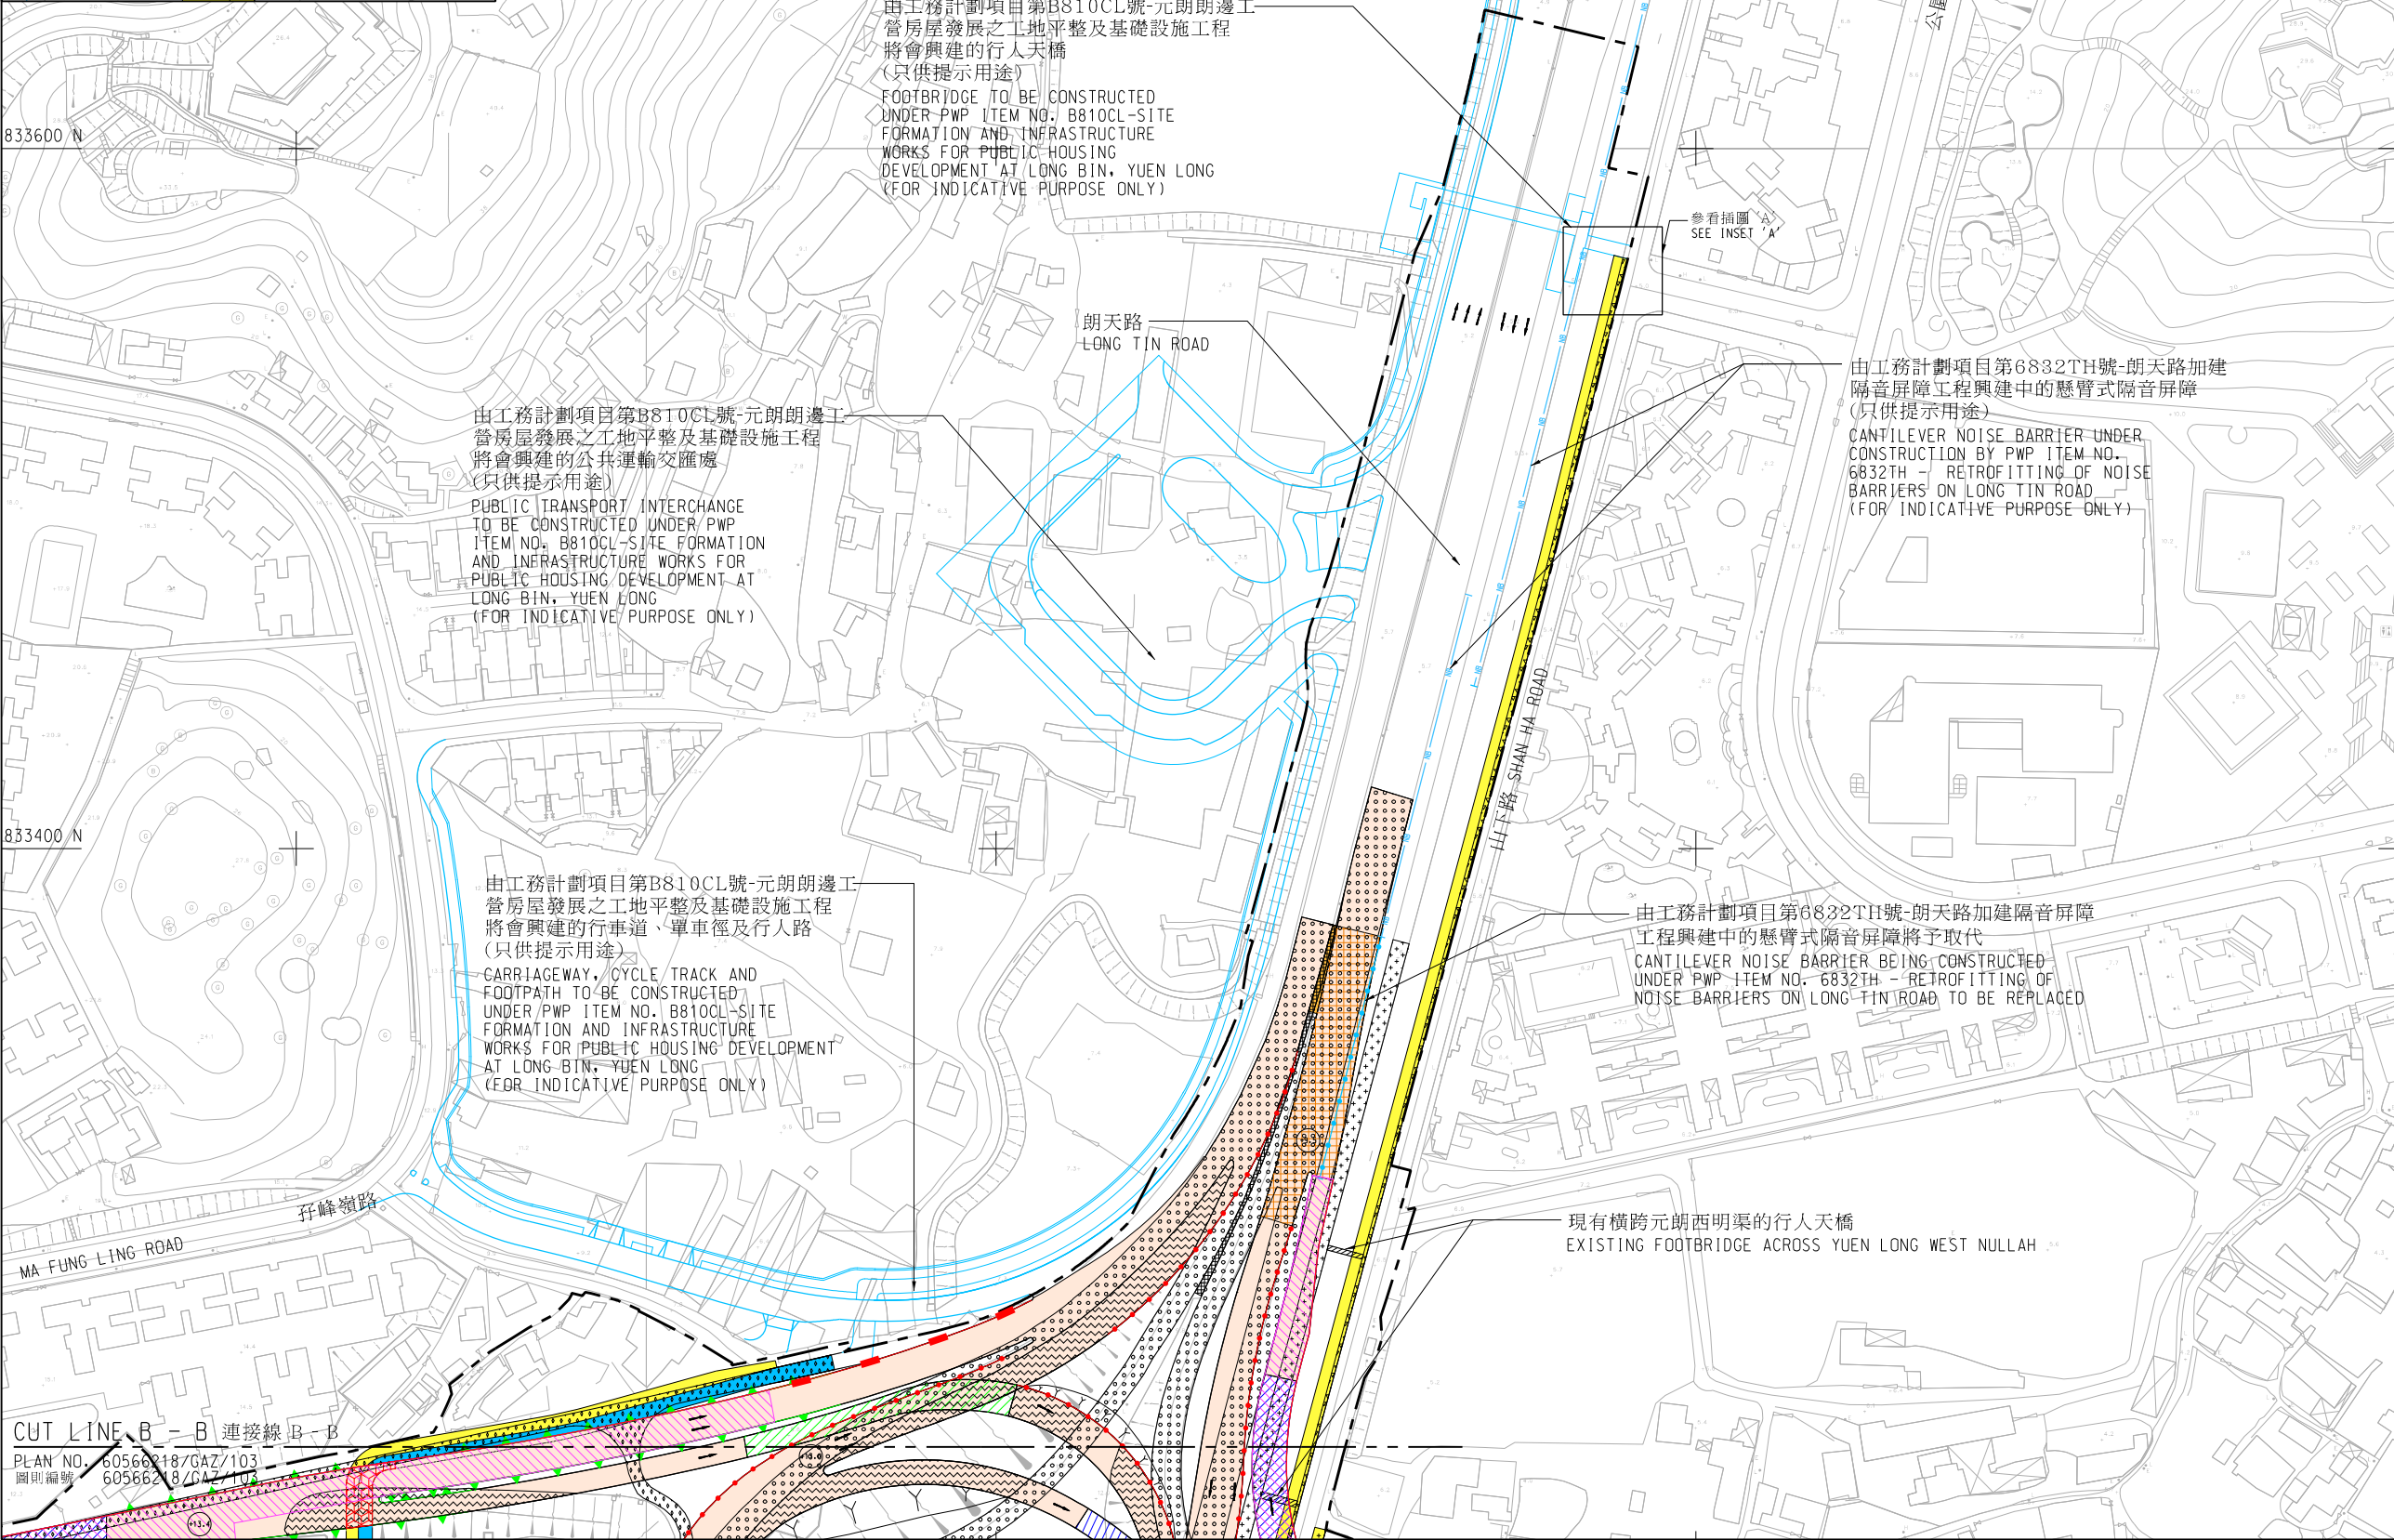 由工務計劃項目第B810CL號-元朗朗邊工
營房屋發展之工地平整及基礎設施工程
將會興建的行人天橋
(只供提示用途)
FOOTBRIDGE TO BE CONSTRUCTED
UNDER PWP ITEM NO. B810CL-SITE
FORMATION AND INFRASTRUCTURE
WORKS FOR PUBLIC HOUSING
DEVELOPMENT AT LONG BIN, YUEN LONG
(FOR INDICATIVE PURPOSE ONLY)
833600 N
參看插圖 'A'
SEE INSET 'A'
朗天路
LONG TIN ROAD
由工務計劃項目第6832TH號-朗天路加建
隔音屏障工程興建中的懸臂式隔音屏障
(只供提示用途)
CANTILEVER NOISE BARRIER UNDER
CONSTRUCTION BY PWP ITEM NO.
6832TH - RETROFITTING OF NOISE
BARRIERS ON LONG TIN ROAD
(FOR INDICATIVE PURPOSE ONLY)
由工務計劃項目第B810CL號-元朗朗邊工
營房屋發展之工地平整及基礎設施工程
將會興建的公共運輸交匯處
(只供提示用途)
PUBLIC TRANSPORT INTERCHANGE
TO BE CONSTRUCTED UNDER PWP
ITEM NO. B810CL-SITE FORMATION
AND INFRASTRUCTURE WORKS FOR
PUBLIC HOUSING DEVELOPMENT AT
LONG BIN, YUEN LONG
(FOR INDICATIVE PURPOSE ONLY)
山下路 SHAN HA ROAD
833400 N
由工務計劃項目第B810CL號-元朗朗邊工
營房屋發展之工地平整及基礎設施工程
將會興建的行車道、單車徑及行人路
(只供提示用途)
CARRIAGEWAY, CYCLE TRACK AND
FOOTPATH TO BE CONSTRUCTED
UNDER PWP ITEM NO. B810CL-SITE
FORMATION AND INFRASTRUCTURE
WORKS FOR PUBLIC HOUSING DEVELOPMENT
AT LONG BIN, YUEN LONG
(FOR INDICATIVE PURPOSE ONLY)
由工務計劃項目第6832TH號-朗天路加建隔音屏障
工程興建中的懸臂式隔音屏障將予取代
CANTILEVER NOISE BARRIER BEING CONSTRUCTED
UNDER PWP ITEM NO. 6832TH - RETROFITTING OF
NOISE BARRIERS ON LONG TIN ROAD TO BE REPLACED
孖峰嶺路
MA FUNG LING ROAD
現有橫跨元朗西明渠的行人天橋
EXISTING FOOTBRIDGE ACROSS YUEN LONG WEST NULLAH
CUT LINE B - B 連接線 B - B
PLAN NO. 60566218/GAZ/103
圖則編號 60566218/GAZ/103
+13.4